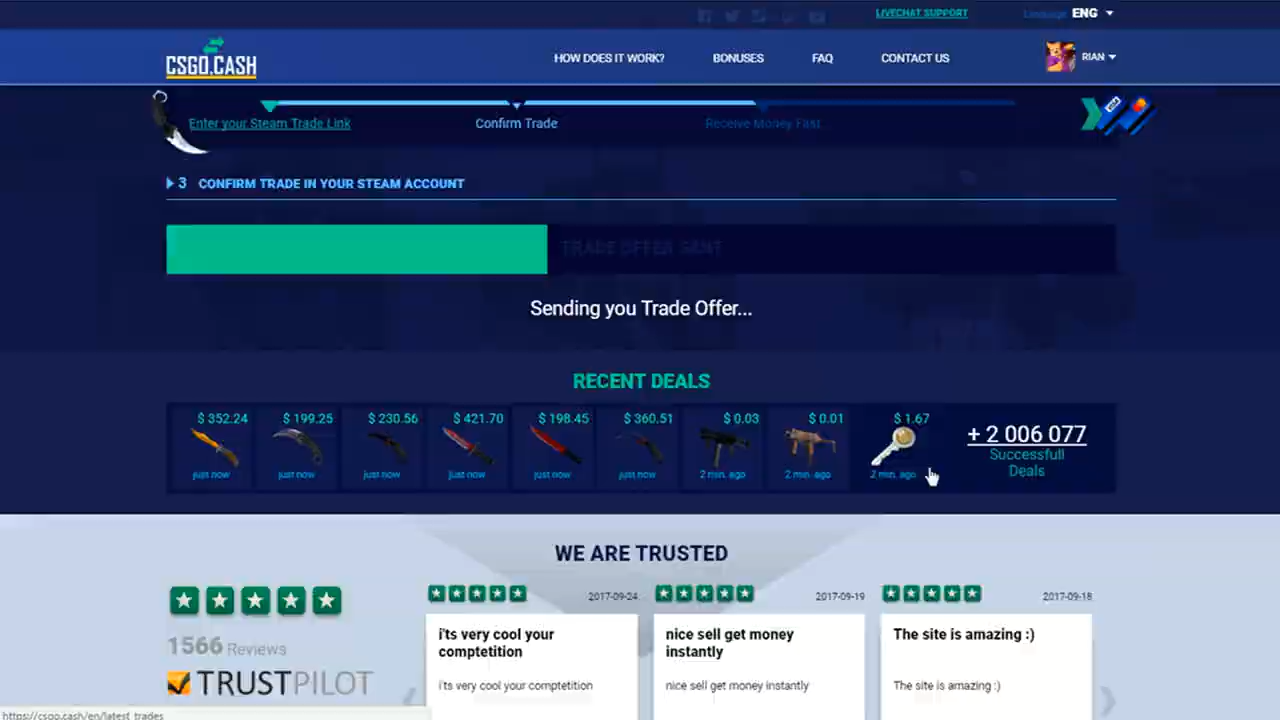 LIVECHAT SUPPORT
Language: ENG
CSGO.CASH
HOW DOES IT WORK?
BONUSES
FAQ
CONTACT US
RIAN
Enter your Steam Trade Link
Confirm Trade
Receive Money Fast
VISA
3 CONFIRM TRADE IN YOUR STEAM ACCOUNT
TRADE OFFER SENT
Sending you Trade Offer...
RECENT DEALS
$ 352.24 $ 199.25 $ 230.56 $ 421.70 $ 198.45 $ 360.51 $ 0.03 $ 0.01 $ 1.67
just now just now just now just now just now just now 2 min. ago 2 min. ago 2 min. ago
+ 2 006 077
Successfull
Deals
WE ARE TRUSTED
2017-09-24 2017-09-19 2017-09-18
1566 Reviews
TRUSTPILOT
i'ts very cool your
comptetition
i'ts very cool your comptetition
nice sell get money
instantly
nice sell get money instantly
The site is amazing :)
The site is amazing :)
https://csgo.cash/en/latest_trades